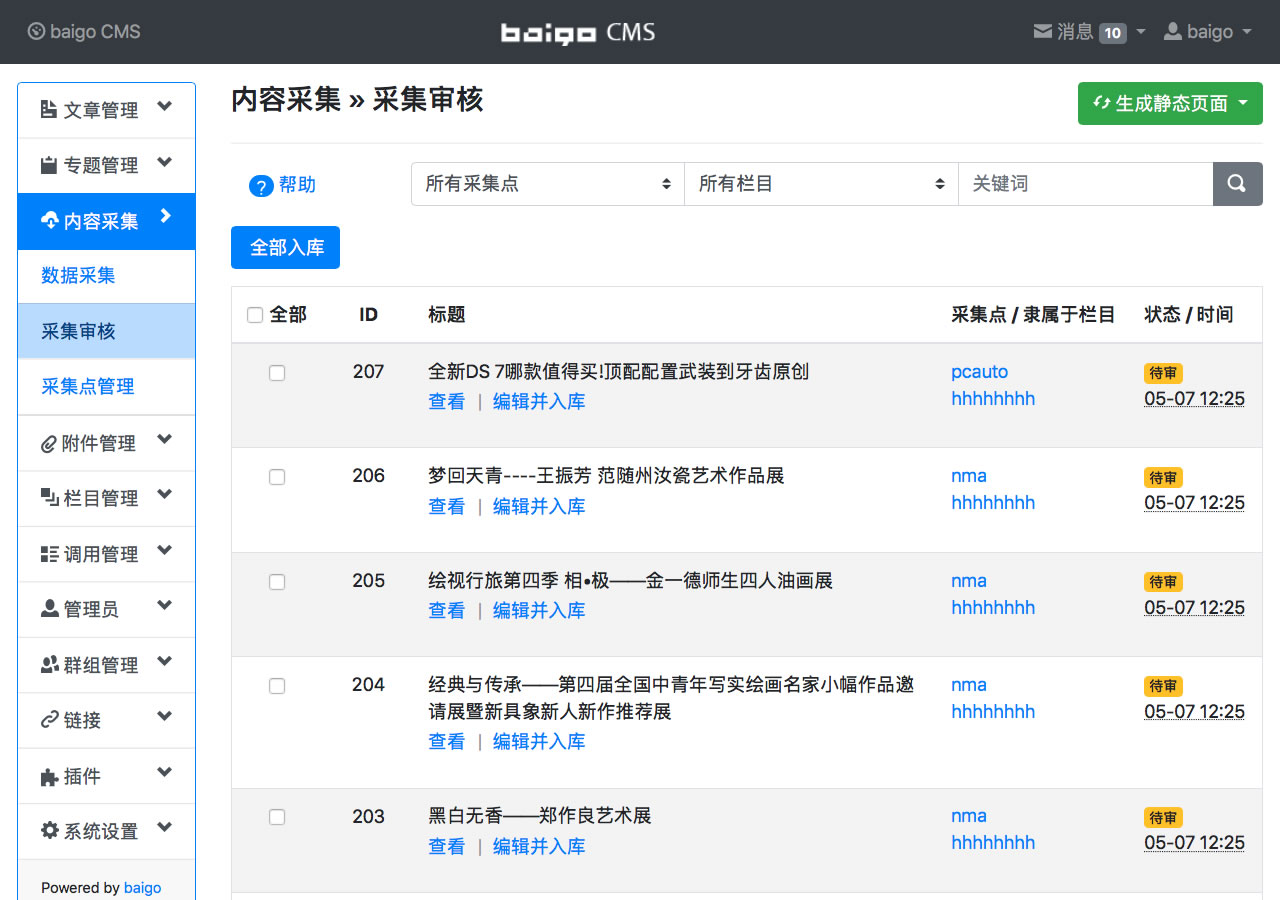 baigo CMS
baigo CMS
消息 10
baigo
文章管理
专题管理
内容采集
数据采集
采集审核
采集点管理
附件管理
栏目管理
调用管理
管理员
群组管理
链接
插件
系统设置
Powered by baigo
内容采集 » 采集审核
生成静态页面
? 帮助
所有采集点
所有栏目
关键词
全部入库
全部 ID 标题 采集点 / 隶属于栏目 状态 / 时间
207 全新DS 7哪款值得买!顶配配置武装到牙齿原创 pcauto 待审
查看 | 编辑并入库 hhhhhhhh 05-07 12:25
206 梦回天青----王振芳 范随州汝瓷艺术作品展 nma 待审
查看 | 编辑并入库 hhhhhhhh 05-07 12:25
205 绘视行旅第四季 相•极——金一德师生四人油画展 nma 待审
查看 | 编辑并入库 hhhhhhhh 05-07 12:25
204 经典与传承——第四届全国中青年写实绘画名家小幅作品邀 nma 待审
请展暨新具象新人新作推荐展 hhhhhhhh 05-07 12:25
查看 | 编辑并入库
203 黑白无香——郑作良艺术展 nma 待审
查看 | 编辑并入库 hhhhhhhh 05-07 12:25